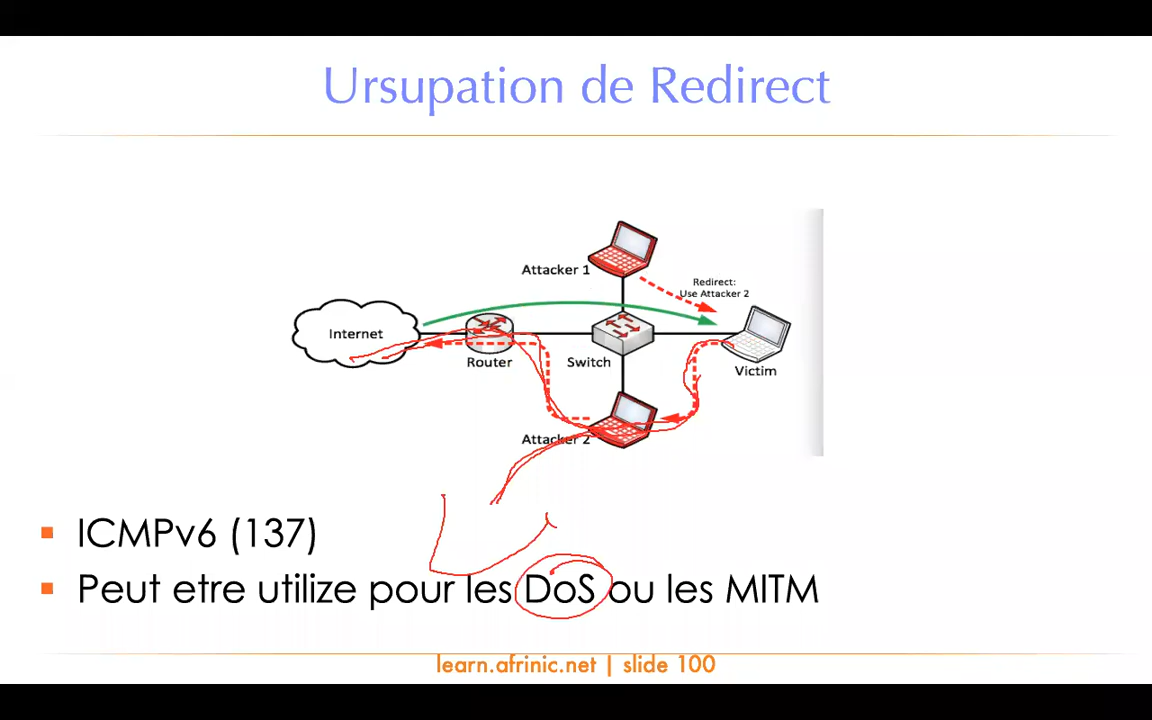 Ursupation de Redirect
Attacker 1
Redirect:
Use Attacker 2
Internet
Router
Switch
Victim
Attacker 2
ICMPv6 (137)
Peut etre utilize pour les DoS ou les MITM
learn.afrinic.net | slide 100